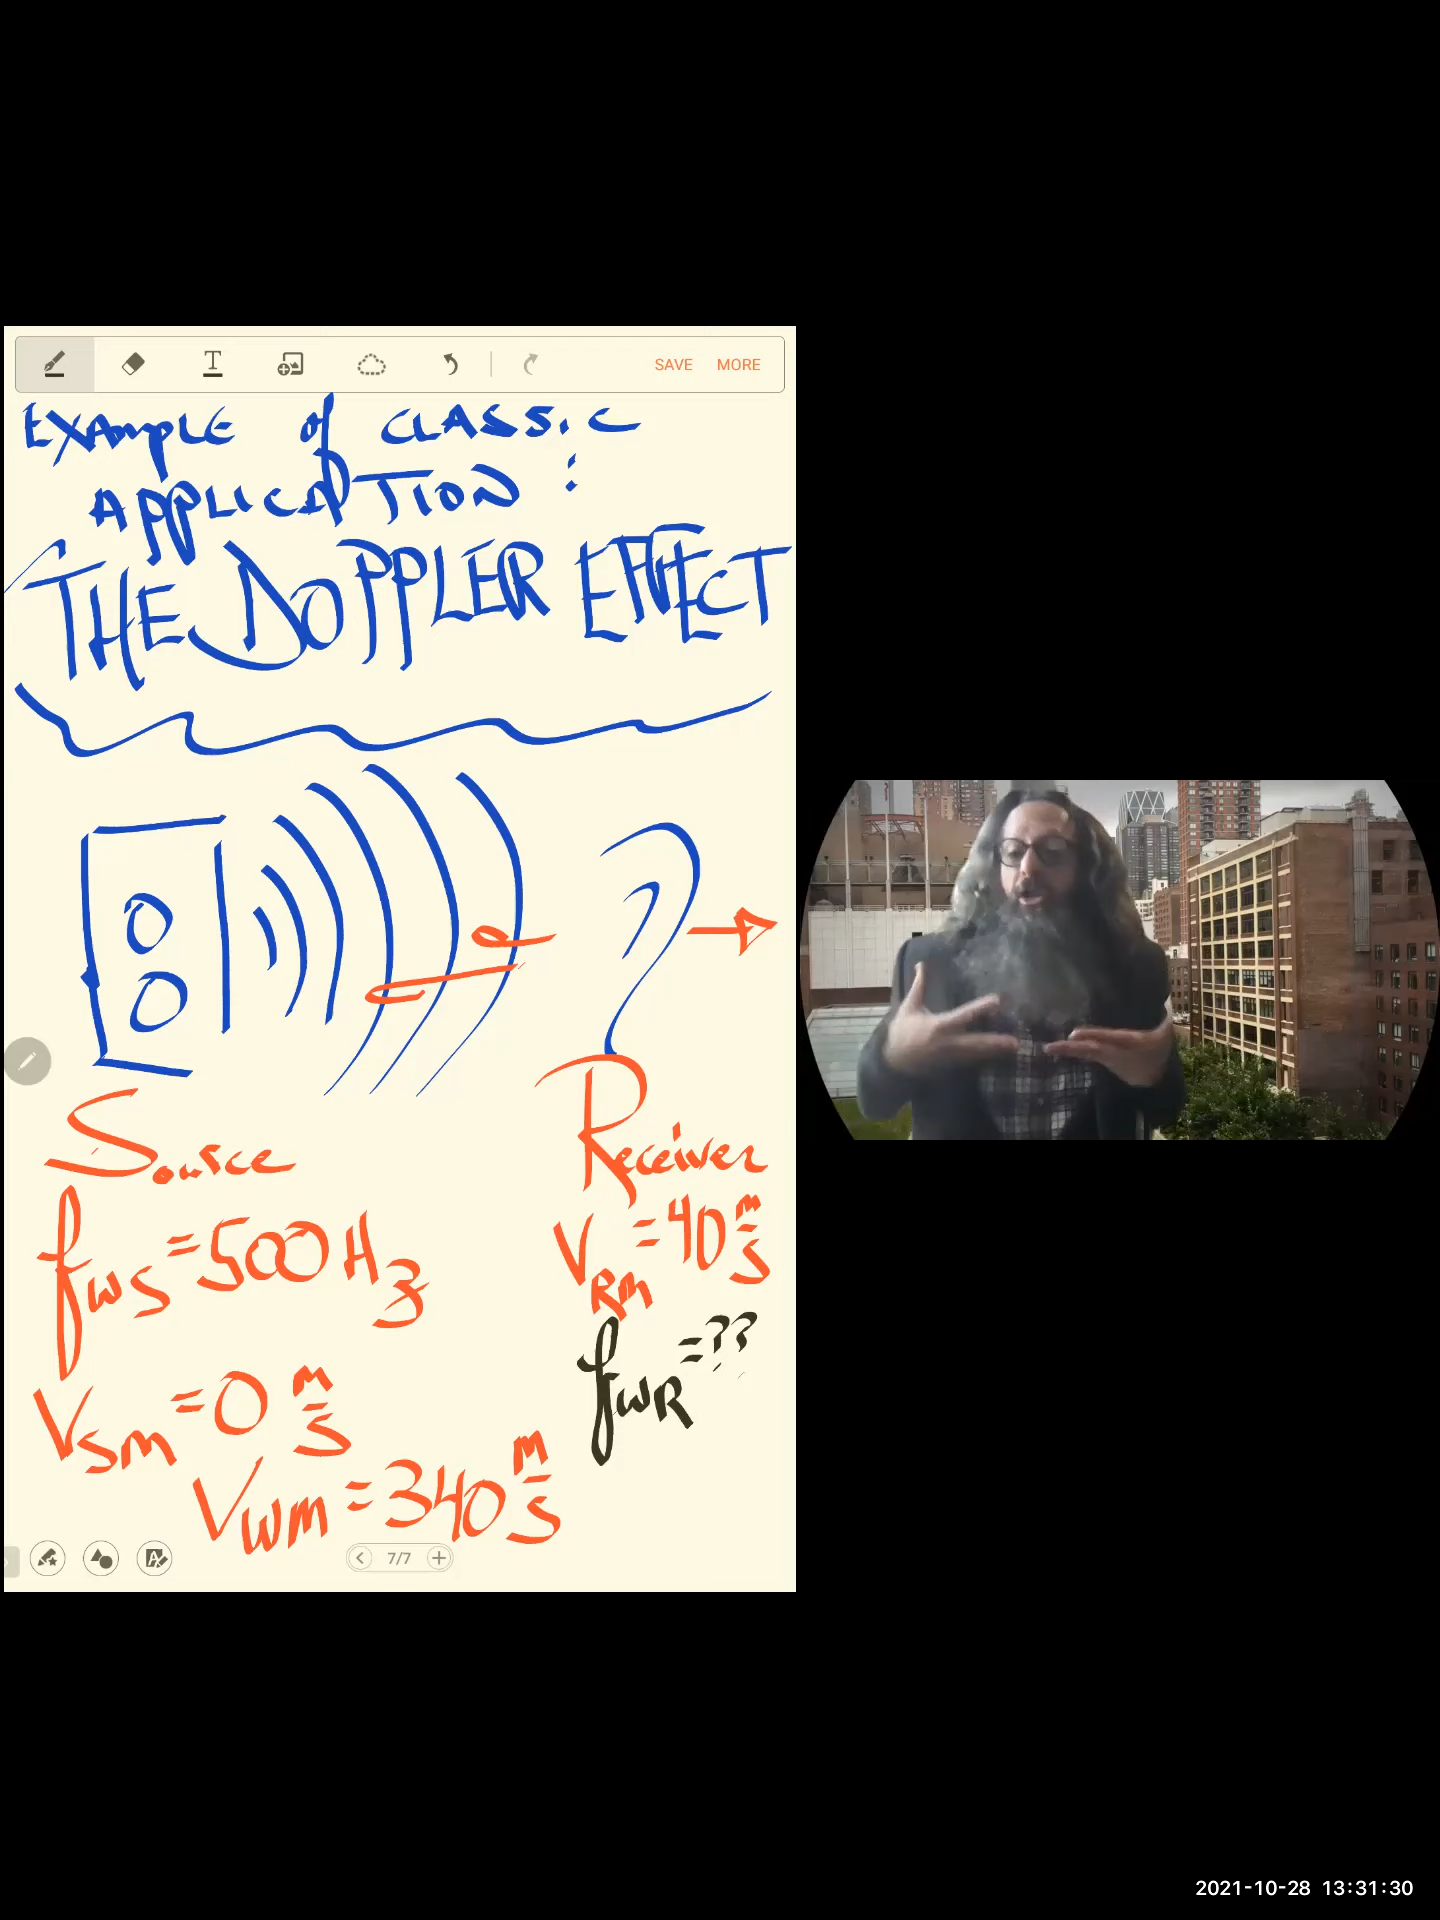 SAVE MORE
EXAMPLE of CLASSIC
APPLICATION :
THE DOPPLER EFFECT
Source
Receiver
fws = 500 Hz
VRM = 40 m/s
fWR = ??
VSM = 0 m/s
VWM = 340 m/s
7/7
2021-10-28 13:31:30